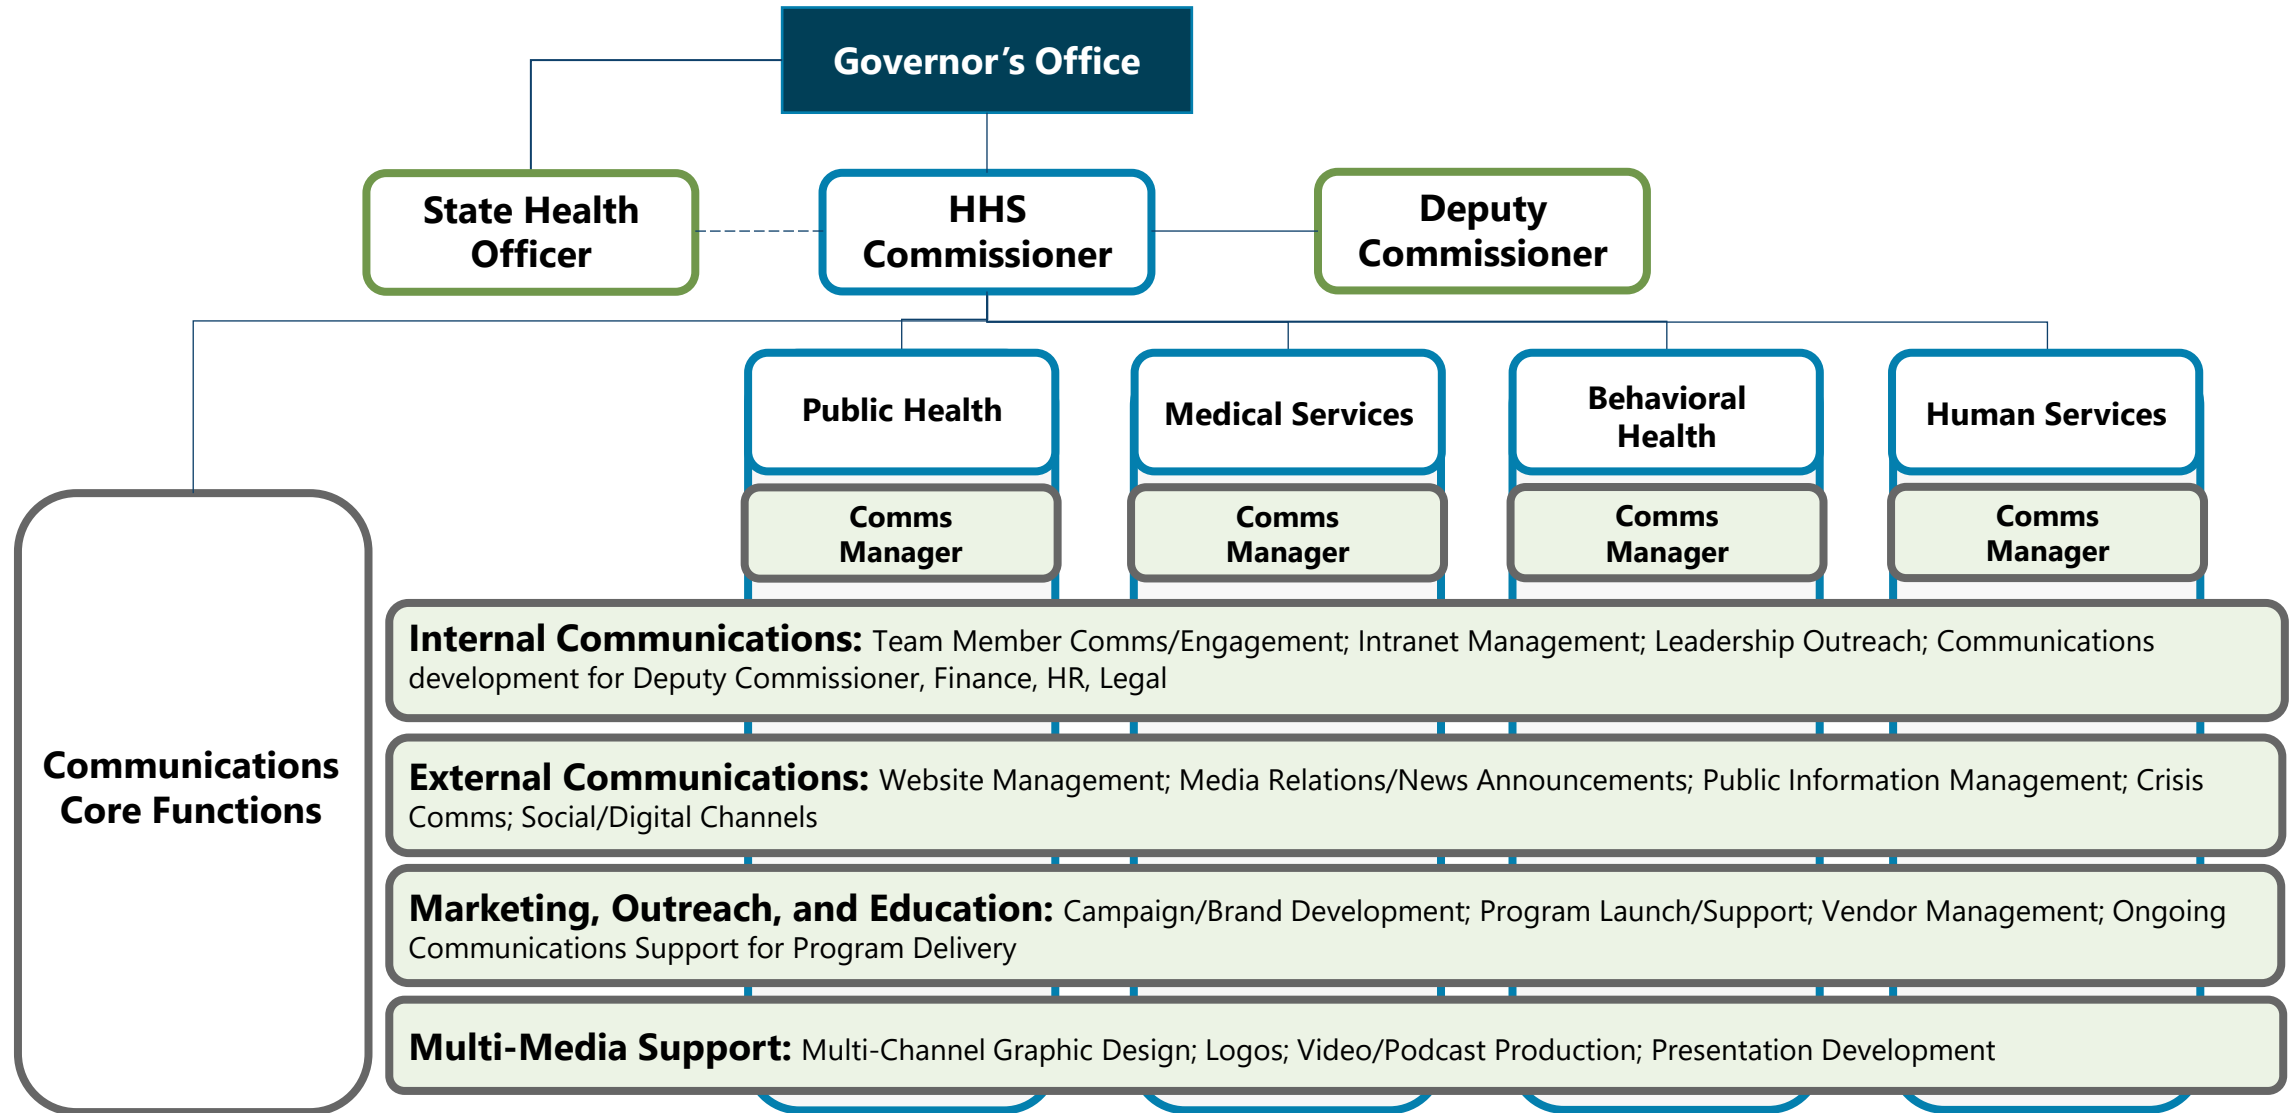 Governor’s Office
State Health
Officer
HHS
Commissioner
Deputy
Commissioner
Public Health
Medical Services
Behavioral
Health
Human Services
Comms
Manager
Comms
Manager
Comms
Manager
Comms
Manager
Communications
Core Functions
Internal Communications: Team Member Comms/Engagement; Intranet Management; Leadership Outreach; Communications
development for Deputy Commissioner, Finance, HR, Legal
External Communications: Website Management; Media Relations/News Announcements; Public Information Management; Crisis
Comms; Social/Digital Channels
Marketing, Outreach, and Education: Campaign/Brand Development; Program Launch/Support; Vendor Management; Ongoing
Communications Support for Program Delivery
Multi-Media Support: Multi-Channel Graphic Design; Logos; Video/Podcast Production; Presentation Development